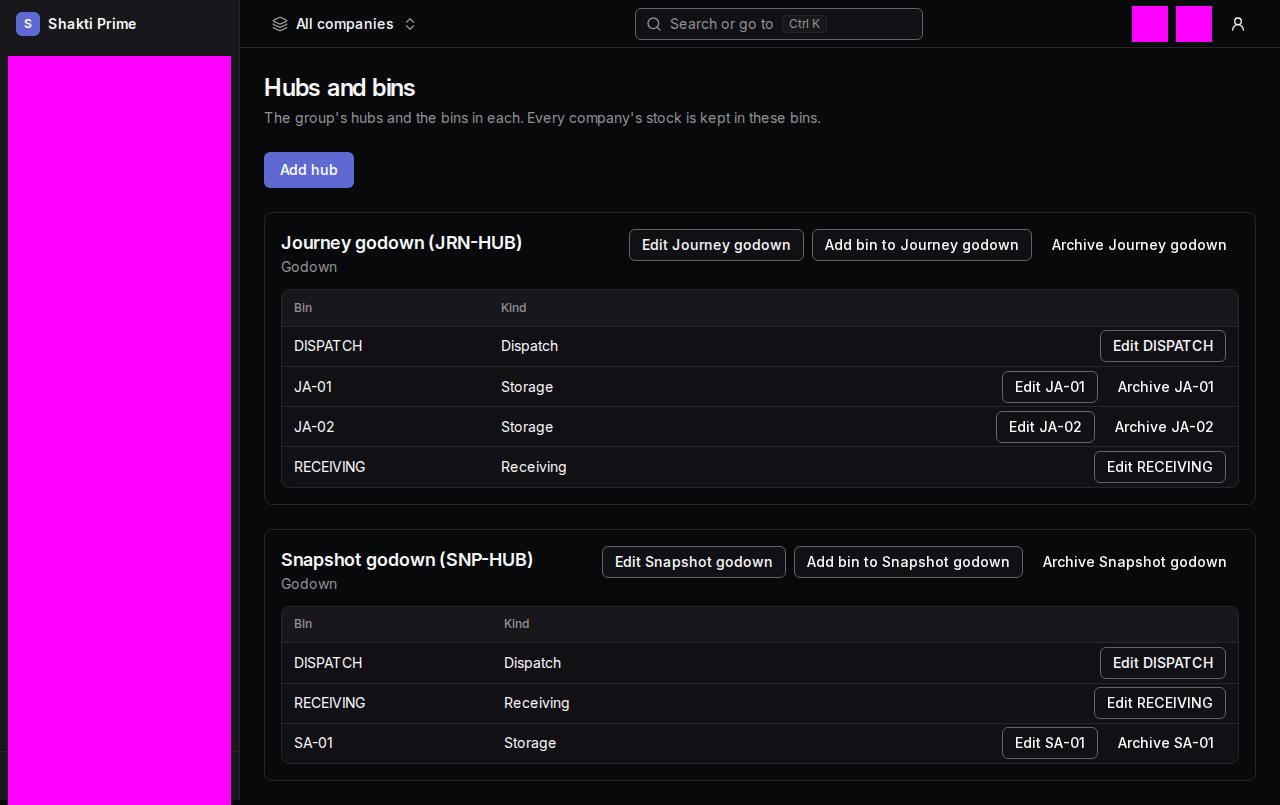 S Shakti Prime
All companies
Search or go to Ctrl K
Hubs and bins
The group's hubs and the bins in each. Every company's stock is kept in these bins.
Add hub
Journey godown (JRN-HUB)
Godown
Edit Journey godown
Add bin to Journey godown
Archive Journey godown
Bin Kind
DISPATCH Dispatch Edit DISPATCH
JA-01 Storage Edit JA-01 Archive JA-01
JA-02 Storage Edit JA-02 Archive JA-02
RECEIVING Receiving Edit RECEIVING
Snapshot godown (SNP-HUB)
Godown
Edit Snapshot godown
Add bin to Snapshot godown
Archive Snapshot godown
Bin Kind
DISPATCH Dispatch Edit DISPATCH
RECEIVING Receiving Edit RECEIVING
SA-01 Storage Edit SA-01 Archive SA-01